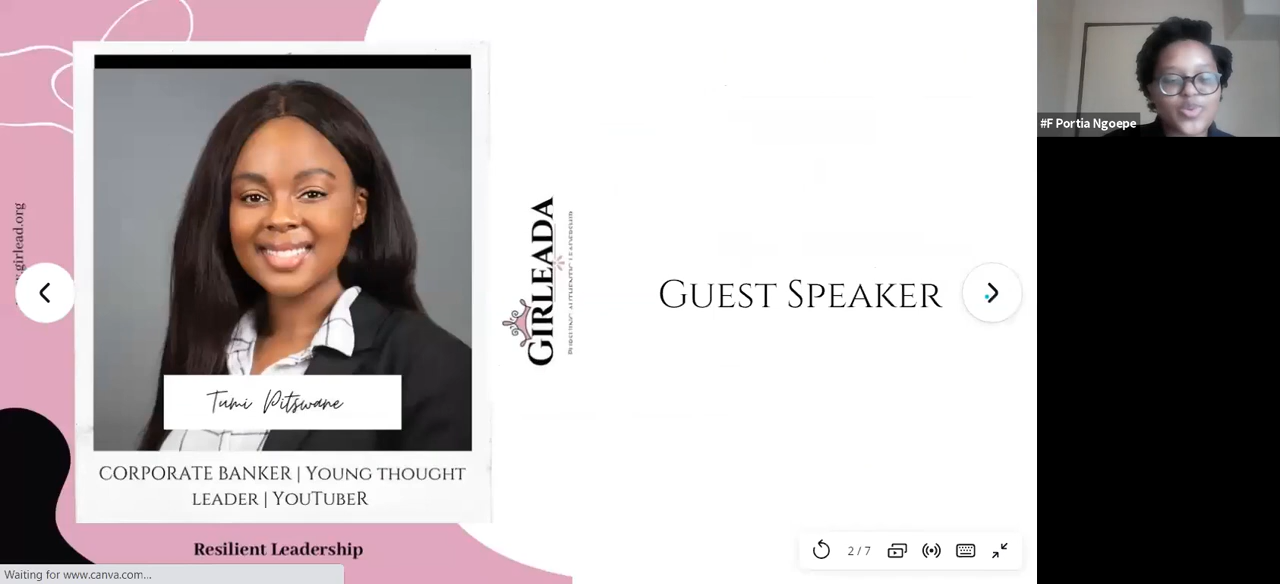 Tumi Pitswane
CORPORATE BANKER | YOUNG THOUGHT
LEADER | YOUTUBER
Resilient Leadership
girlead.org
GIRLEADA
GUEST SPEAKER
2 / 7
#F Portia Ngoepe
Waiting for www.canva.com...